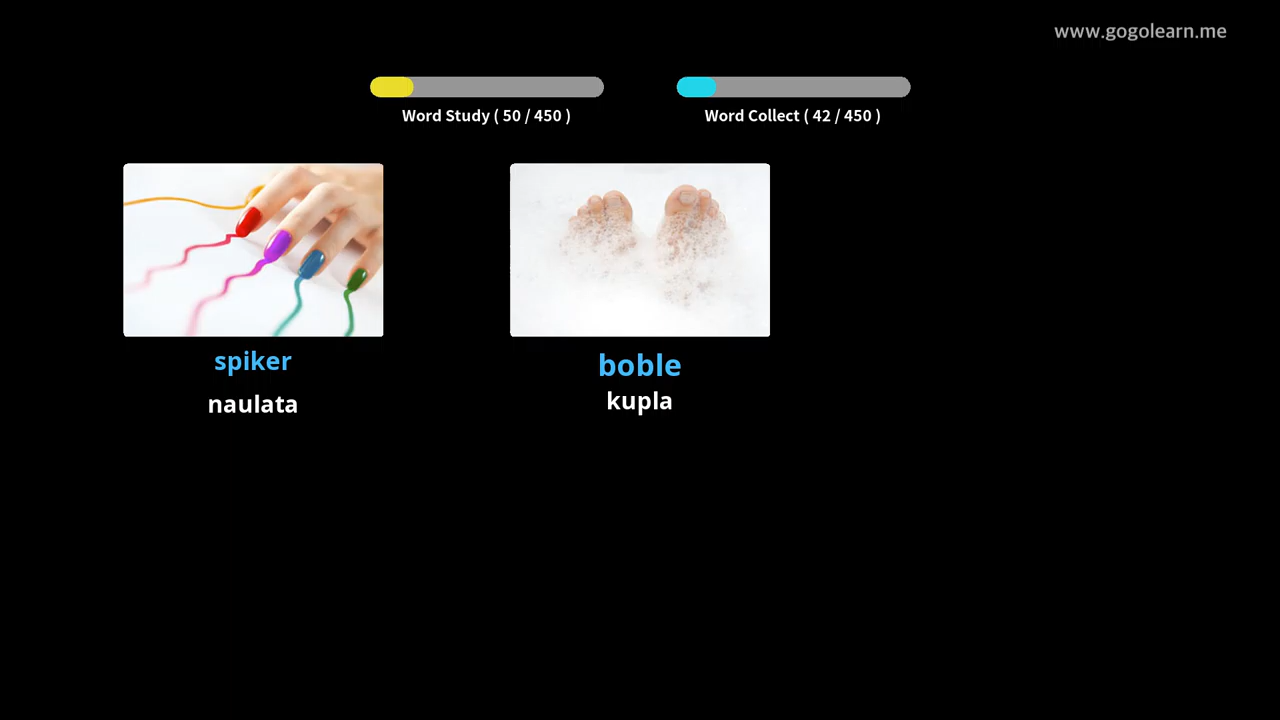 www.gogolearn.me
Word Study ( 50 / 450 )
Word Collect ( 42 / 450 )
spiker
naulata
boble
kupla